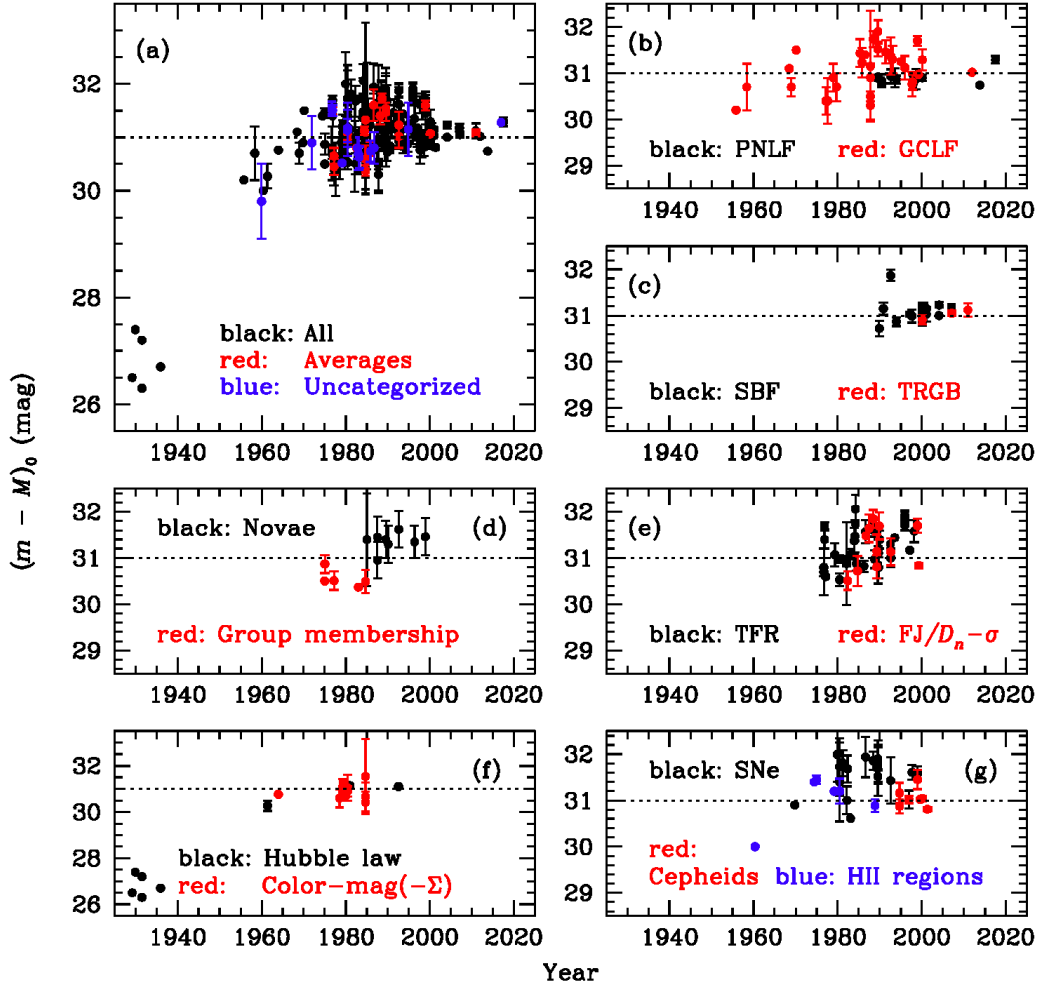 (a)
32
30
28
26
black: All
red: Averages
blue: Uncategorized
1940 1960 1980 2000 2020
(b)
32
31
30
29
black: PNLF red: GCLF
1940 1960 1980 2000 2020
(c)
32
31
30
29
black: SBF red: TRGB
1940 1960 1980 2000 2020
(m − M)₀ (mag)
black: Novae (d)
32
31
30
29
red: Group membership
1940 1960 1980 2000 2020
(e)
32
31
30
29
black: TFR red: FJ/Dₙ−σ
1940 1960 1980 2000 2020
(f)
32
30
28
26
black: Hubble law
red: Color−mag(−Σ)
1940 1960 1980 2000 2020
black: SNe (g)
32
31
30
29
red:
Cepheids blue: HII regions
1940 1960 1980 2000 2020
Year